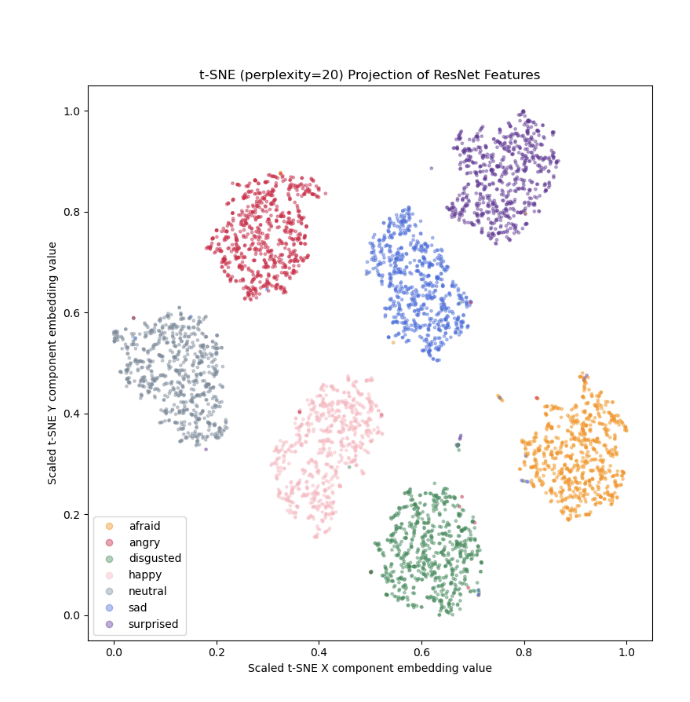 t-SNE (perplexity=20) Projection of ResNet Features
Scaled t-SNE Y component embedding value
1.0
0.8
0.6
0.4
0.2
0.0
afraid
angry
disgusted
happy
neutral
sad
surprised
0.0 0.2 0.4 0.6 0.8 1.0
Scaled t-SNE X component embedding value